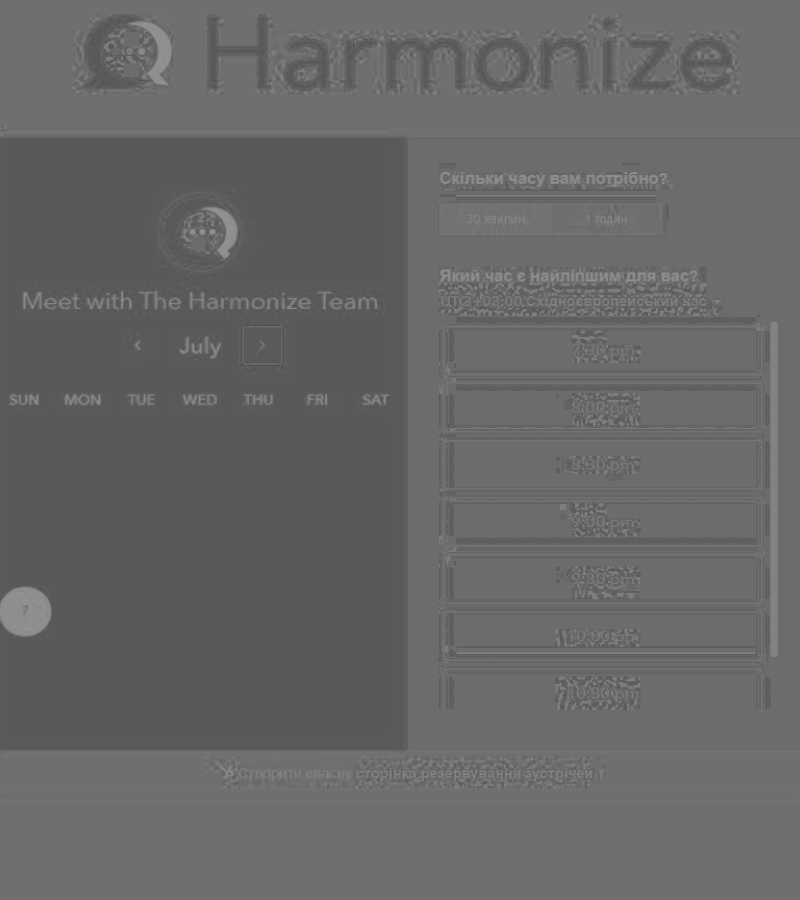 Harmonize
Meet with The Harmonize Team
July
SUN MON TUE WED THU FRI SAT
7
Скільки часу вам потрібно?
30 хвилин 1 годин
Який час є найліпшим для вас?
UTC+03:00 Східноєвропейський час
7:30 pm
8:00 pm
8:30 pm
9:00 pm
9:30 pm
10:00 pm
10:30 pm
Створити власну сторінка резервування зустрічей